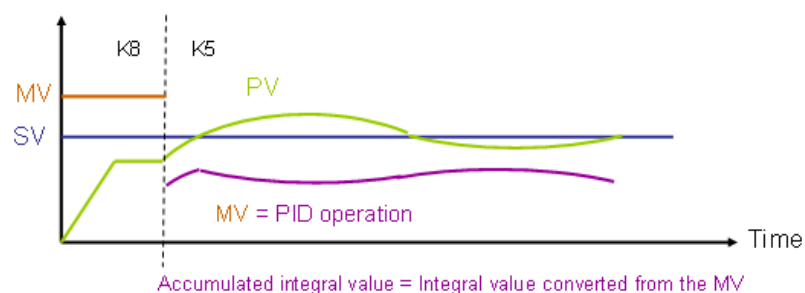 K8 K5
MV
PV
SV
MV = PID operation
Time
Accumulated integral value = Integral value converted from the MV